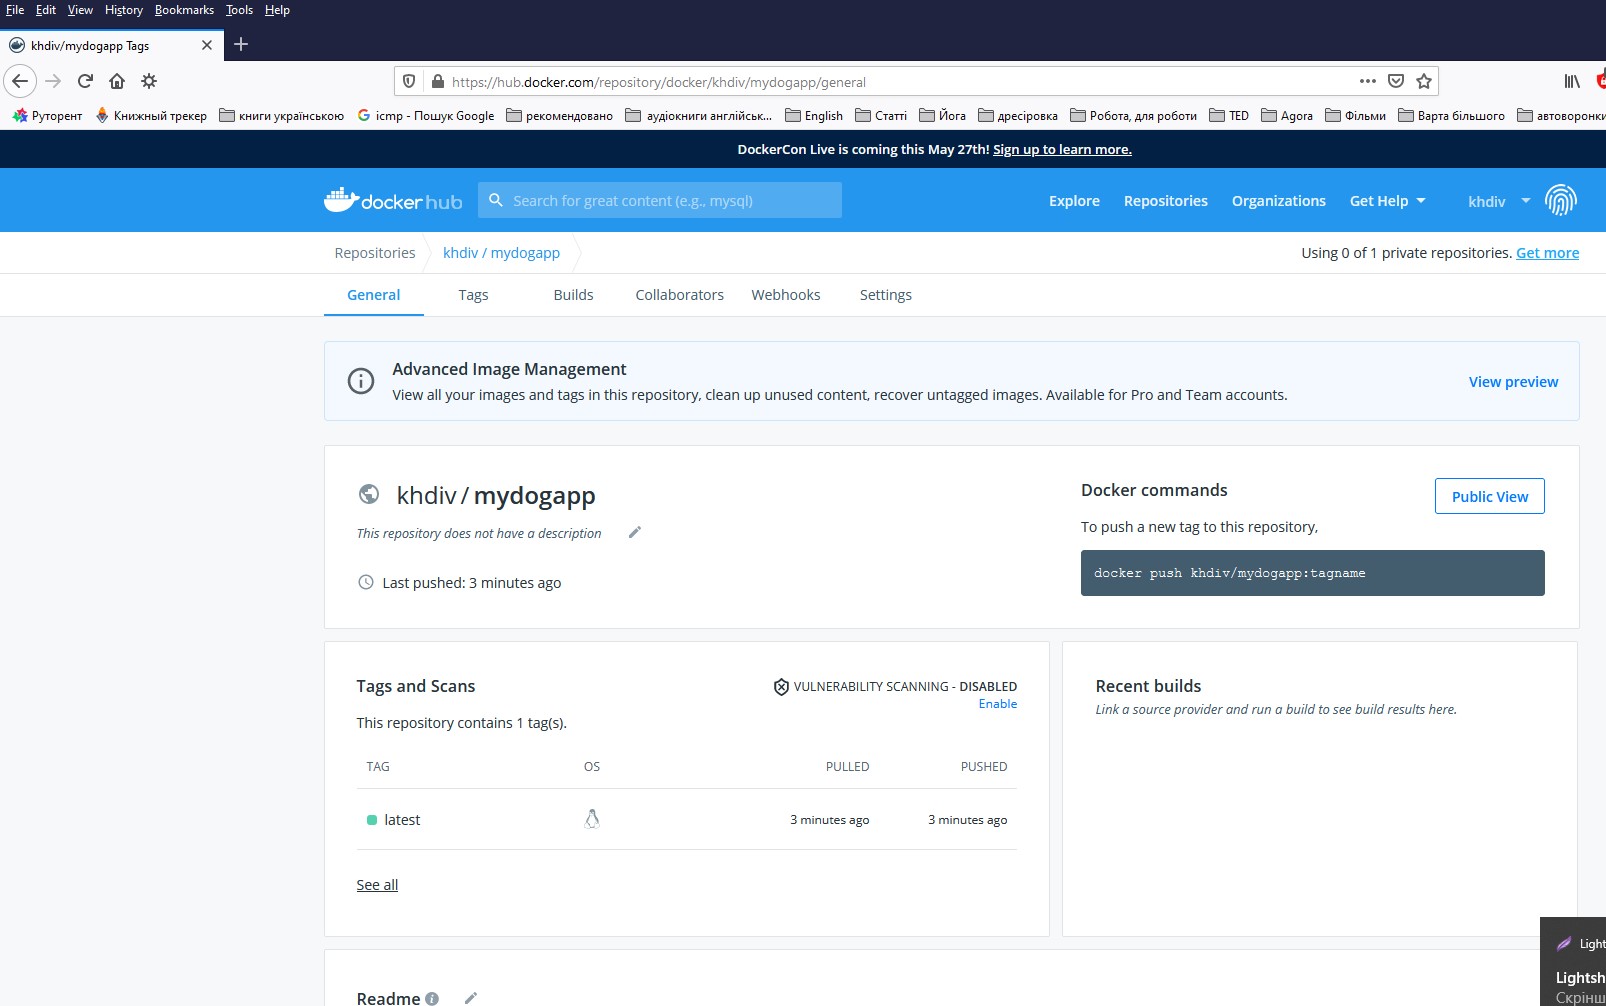 File Edit View History Bookmarks Tools Help
khdiv/mydogapp Tags
https://hub.docker.com/repository/docker/khdiv/mydogapp/general
Руторент Книжный трекер книги українською icmp - Пошук Google рекомендовано аудіокниги англійськ... English Статті Йога дресіровка Робота, для роботи TED Agora Фільми Варта більшого автоворонки
DockerCon Live is coming this May 27th! Sign up to learn more.
docker hub Search for great content (e.g., mysql) Explore Repositories Organizations Get Help khdiv
Repositories khdiv / mydogapp Using 0 of 1 private repositories. Get more
General Tags Builds Collaborators Webhooks Settings
Advanced Image Management
View all your images and tags in this repository, clean up unused content, recover untagged images. Available for Pro and Team accounts.
View preview
khdiv / mydogapp
This repository does not have a description
Last pushed: 3 minutes ago
Docker commands
Public View
To push a new tag to this repository,
docker push khdiv/mydogapp:tagname
Tags and Scans
VULNERABILITY SCANNING - DISABLED
Enable
This repository contains 1 tag(s).
TAG OS PULLED PUSHED
latest 3 minutes ago 3 minutes ago
See all
Recent builds
Link a source provider and run a build to see build results here.
Readme
Light
Lightsh
Скрінш